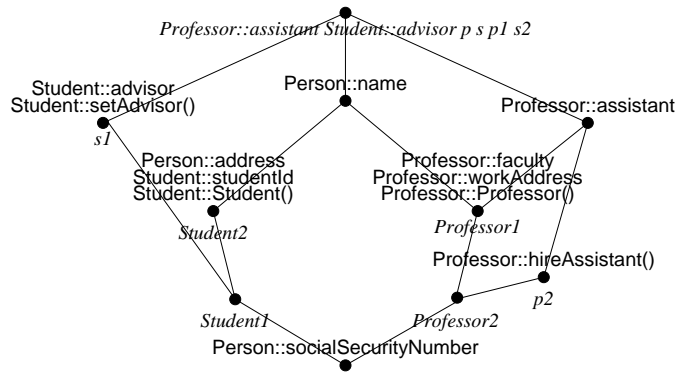 Professor::assistant Student::advisor p s p1 s2
Student::advisor
Student::setAdvisor()
s1
Person::name
Professor::assistant
Person::address
Student::studentId
Student::Student()
Student2
Professor::faculty
Professor::workAddress
Professor::Professor()
Professor1
Professor::hireAssistant()
p2
Student1
Professor2
Person::socialSecurityNumber